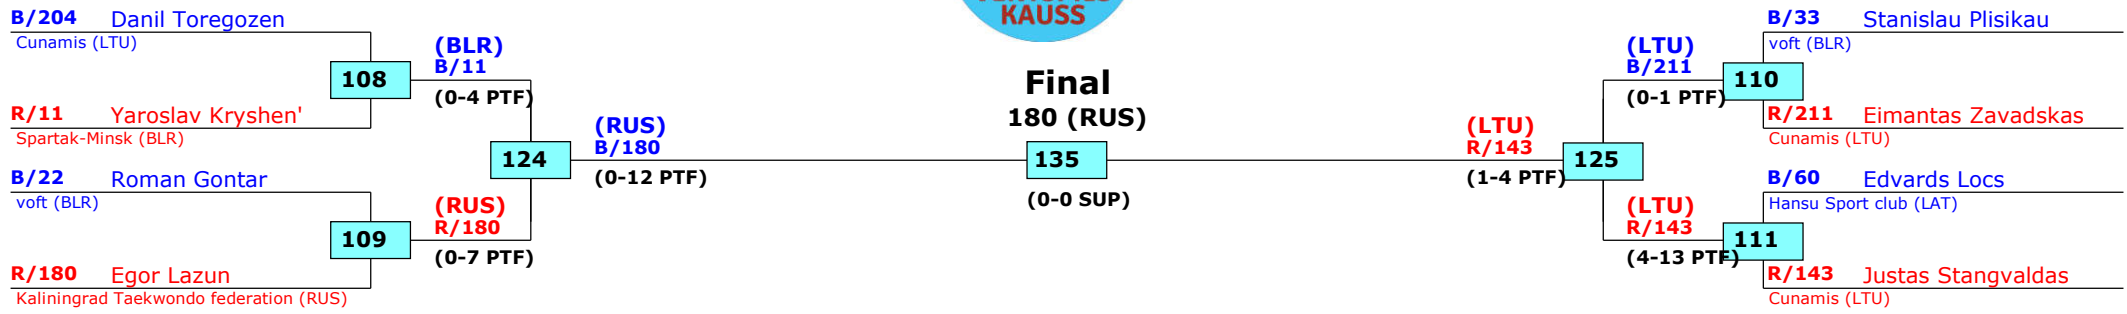 B/204 Danil Toregozen
Cunamis (LTU)
108
R/11 Yaroslav Kryshen'
Spartak-Minsk (BLR)
(BLR)
B/11
(0-4 PTF)
B/22 Roman Gontar
voft (BLR)
109
R/180 Egor Lazun
Kaliningrad Taekwondo federation (RUS)
(RUS)
R/180
(0-7 PTF)
124
(RUS)
B/180
(0-12 PTF)
KAUSS
Final
180 (RUS)
135
(0-0 SUP)
(LTU)
R/143
(1-4 PTF)
125
(LTU)
B/211
(0-1 PTF)
110
B/33 Stanislau Plisikau
voft (BLR)
R/211 Eimantas Zavadskas
Cunamis (LTU)
(LTU)
R/143
(4-13 PTF)
111
B/60 Edvards Locs
Hansu Sport club (LAT)
R/143 Justas Stangvaldas
Cunamis (LTU)